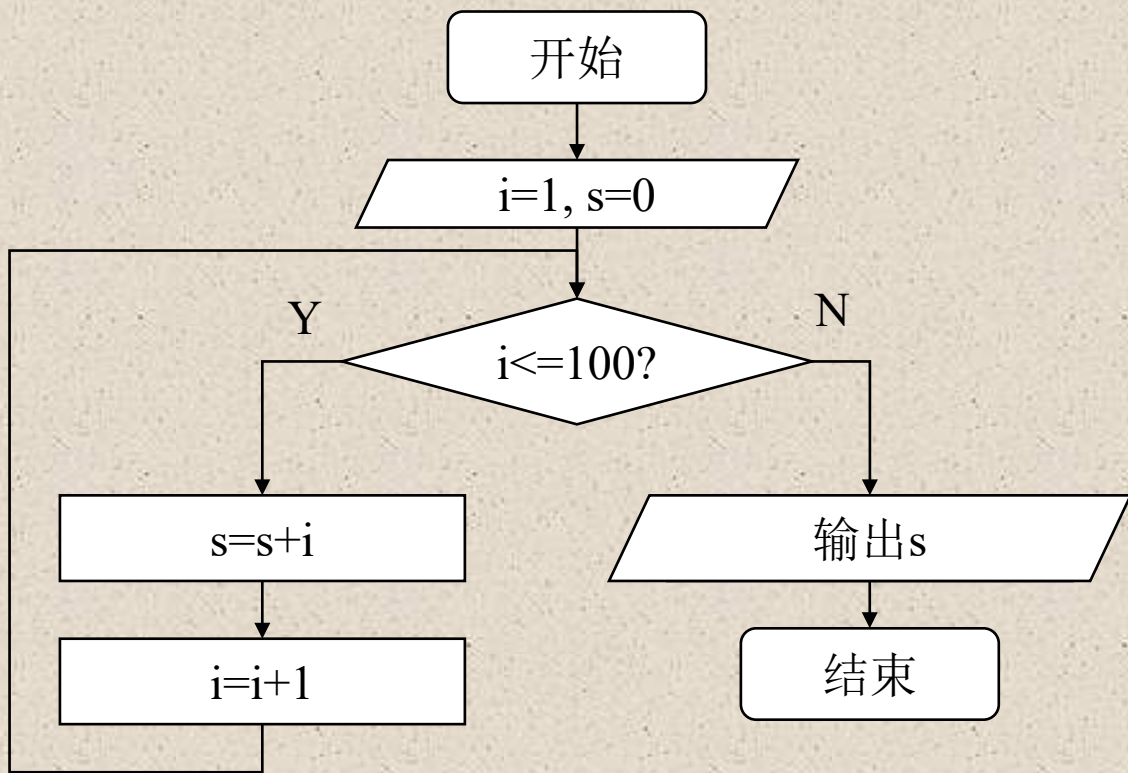 开始
i=1, s=0
Y
N
i<=100?
s=s+i
输出s
i=i+1
结束